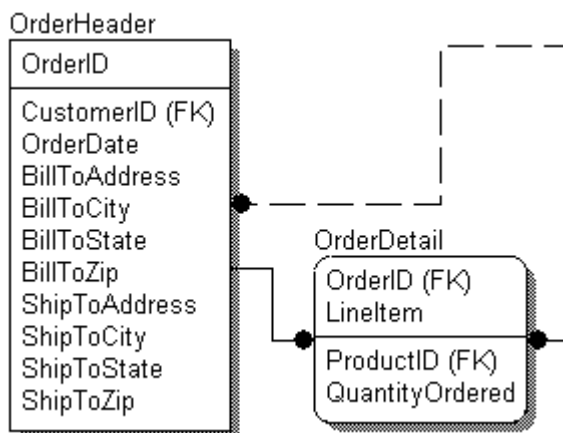 OrderHeader
OrderID
CustomerID (FK)
OrderDate
BillToAddress
BillToCity
BillToState
BillToZip
ShipToAddress
ShipToCity
ShipToState
ShipToZip
OrderDetail
OrderID (FK)
LineItem
ProductID (FK)
QuantityOrdered